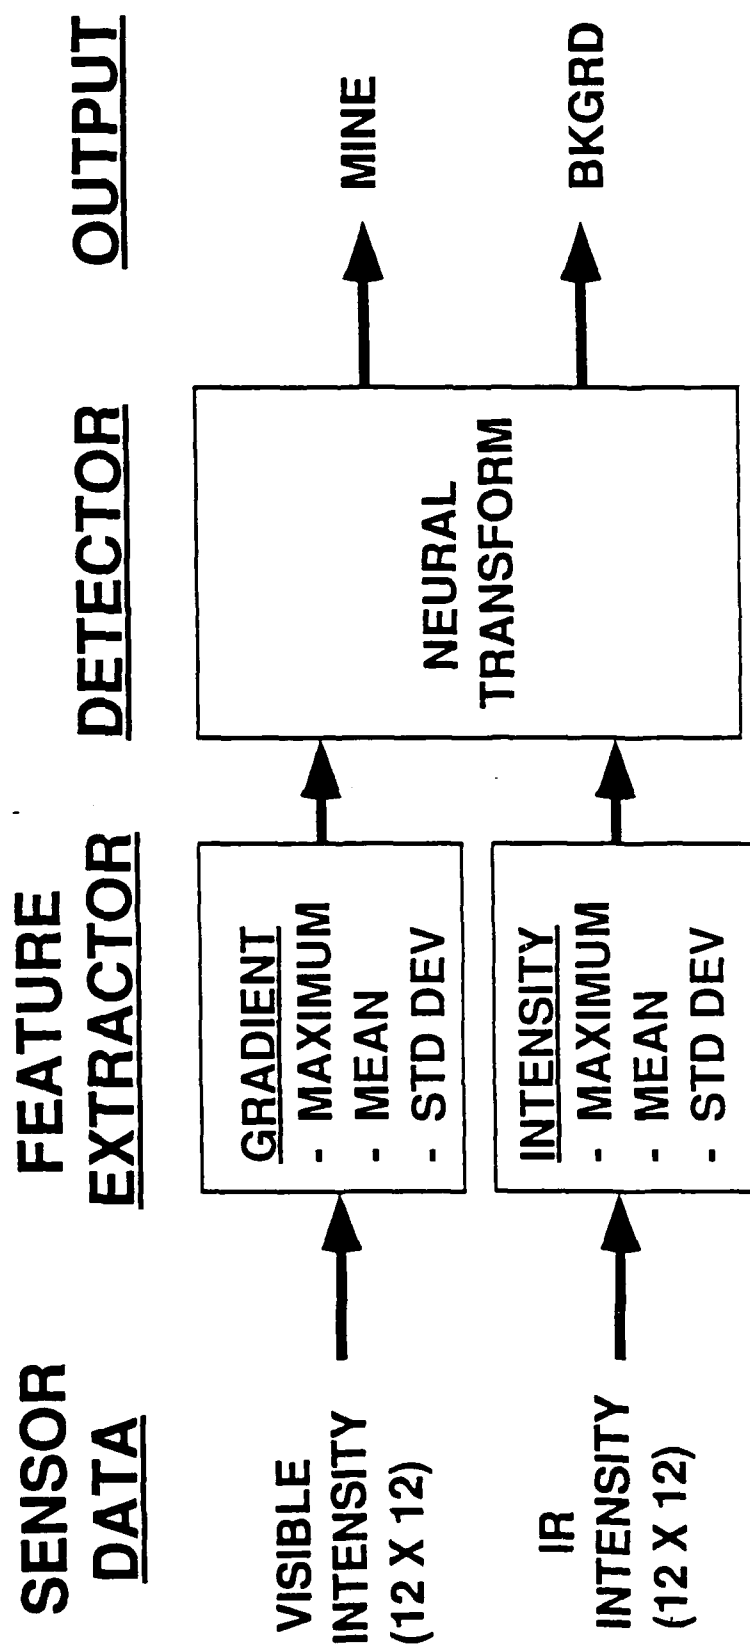 SENSOR
DATA
FEATURE
EXTRACTOR
DETECTOR
OUTPUT
VISIBLE
INTENSITY
(12 X 12)
GRADIENT
- MAXIMUM
- MEAN
- STD DEV
IR
INTENSITY
(12 X 12)
INTENSITY
- MAXIMUM
- MEAN
- STD DEV
NEURAL
TRANSFORM
MINE
BKGRD